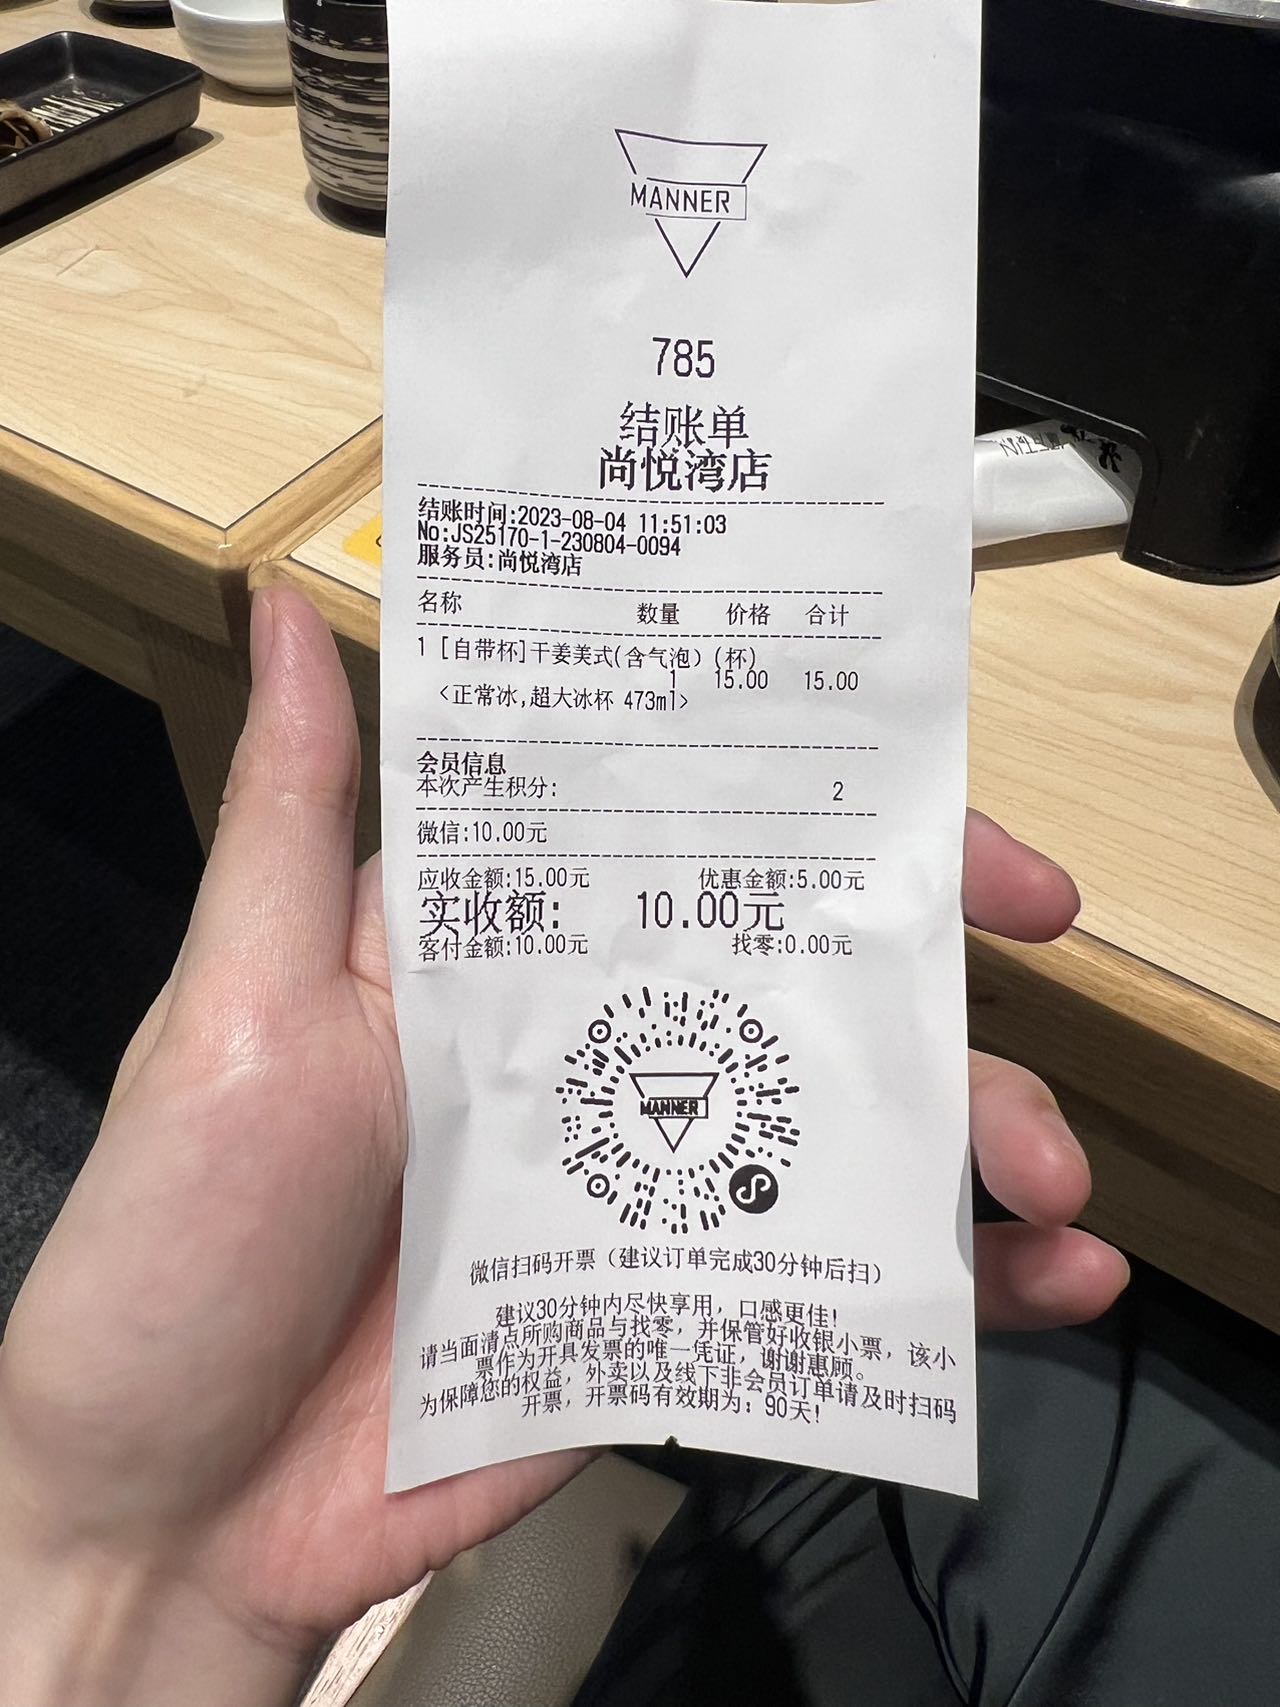 MANNER
785
结账单
尚悦湾店
结账时间:2023-08-04 11:51:03
No:JS25170-1-230804-0094
服务员:尚悦湾店
名称 数量 价格 合计
1 [自带杯]干姜美式(含气泡) (杯)
1 15.00 15.00
<正常冰,超大冰杯 473ml>
会员信息
本次产生积分: 2
微信:10.00元
应收金额:15.00元 优惠金额:5.00元
实收额: 10.00元
客付金额:10.00元 找零:0.00元
MANNER
微信扫码开票（建议订单完成30分钟后扫）
建议30分钟内尽快享用，口感更佳!
请当面清点所购商品与找零，并保管好收银小票，该小
票作为开具发票的唯一凭证，谢谢惠顾。
为保障您的权益，外卖以及线下非会员订单请及时扫码
开票，开票码有效期为：90天!